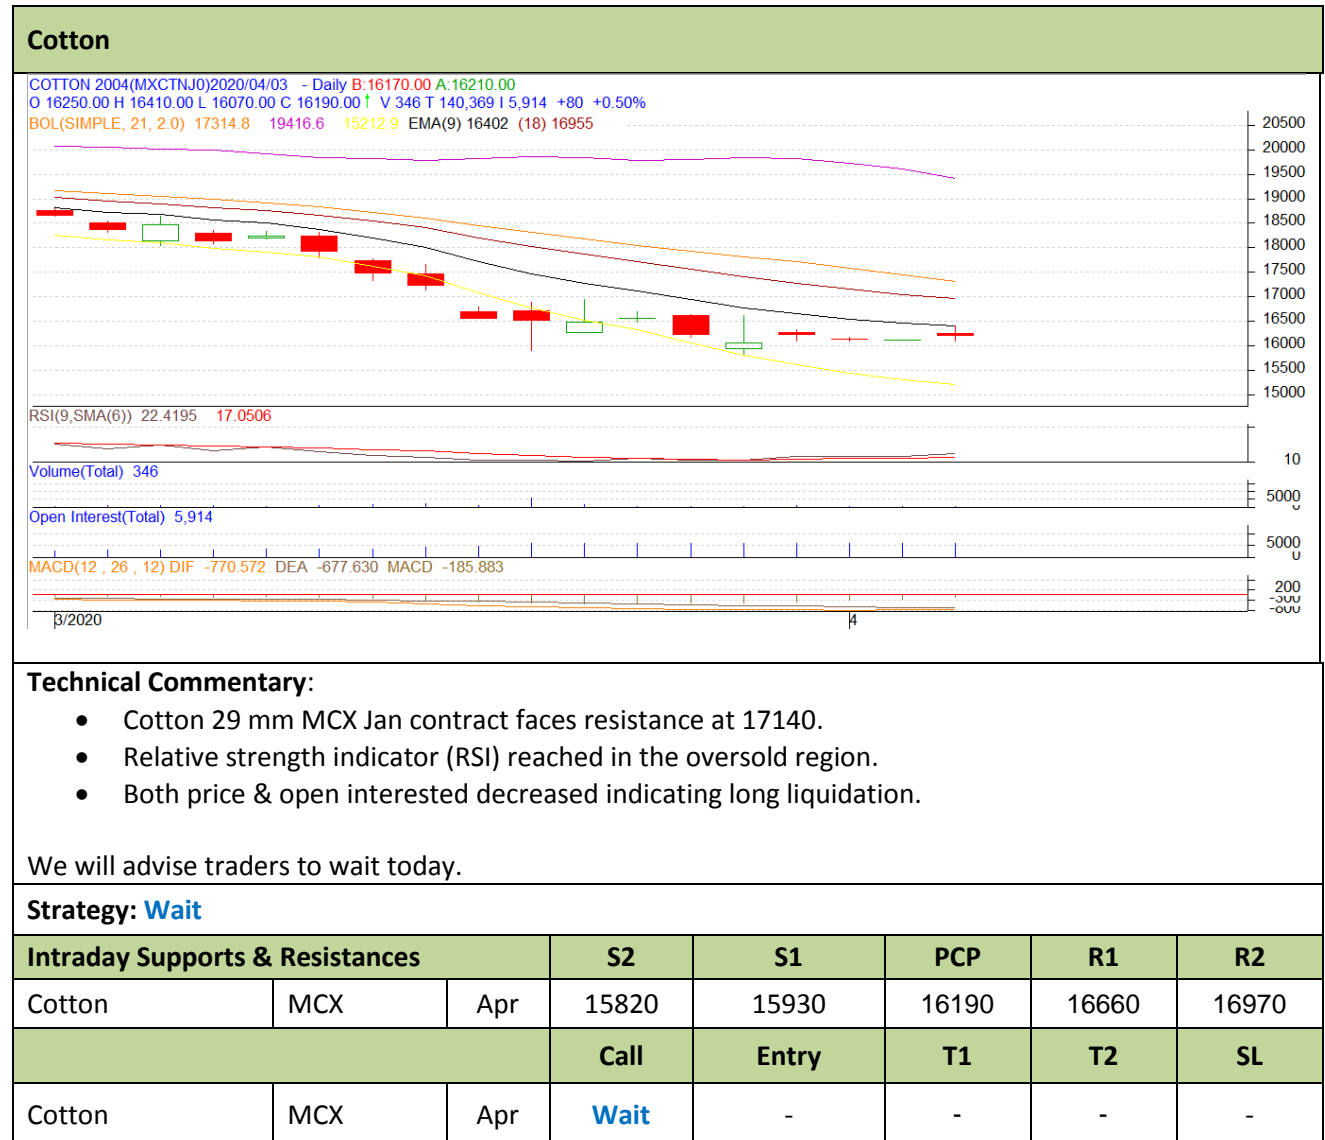 Cotton
COTTON 2004(MXCTNJ0)2020/04/03 - Daily B:16170.00 A:16210.00
O 16250.00 H 16410.00 L 16070.00 C 16190.00↑ V 346 T 140,369 I 5,914 +80 +0.50%
BOL(SIMPLE, 21, 2.0) 17314.8 19416.6 15212.9 EMA(9) 16402 (18) 16955
20500
20000
19500
19000
18500
18000
17500
17000
16500
16000
15500
15000
RSI(9,SMA(6)) 22.4195 17.0506
10
Volume(Total) 346
5000
0
Open Interest(Total) 5,914
5000
0
MACD(12 , 26 , 12) DIF -770.572 DEA -677.630 MACD -185.883
200
-300
-800
3/2020 4
Technical Commentary:
• Cotton 29 mm MCX Jan contract faces resistance at 17140.
• Relative strength indicator (RSI) reached in the oversold region.
• Both price & open interested decreased indicating long liquidation.
We will advise traders to wait today.
Strategy: Wait
Intraday Supports & Resistances S2 S1 PCP R1 R2
Cotton MCX Apr 15820 15930 16190 16660 16970
Call Entry T1 T2 SL
Cotton MCX Apr Wait - - - -